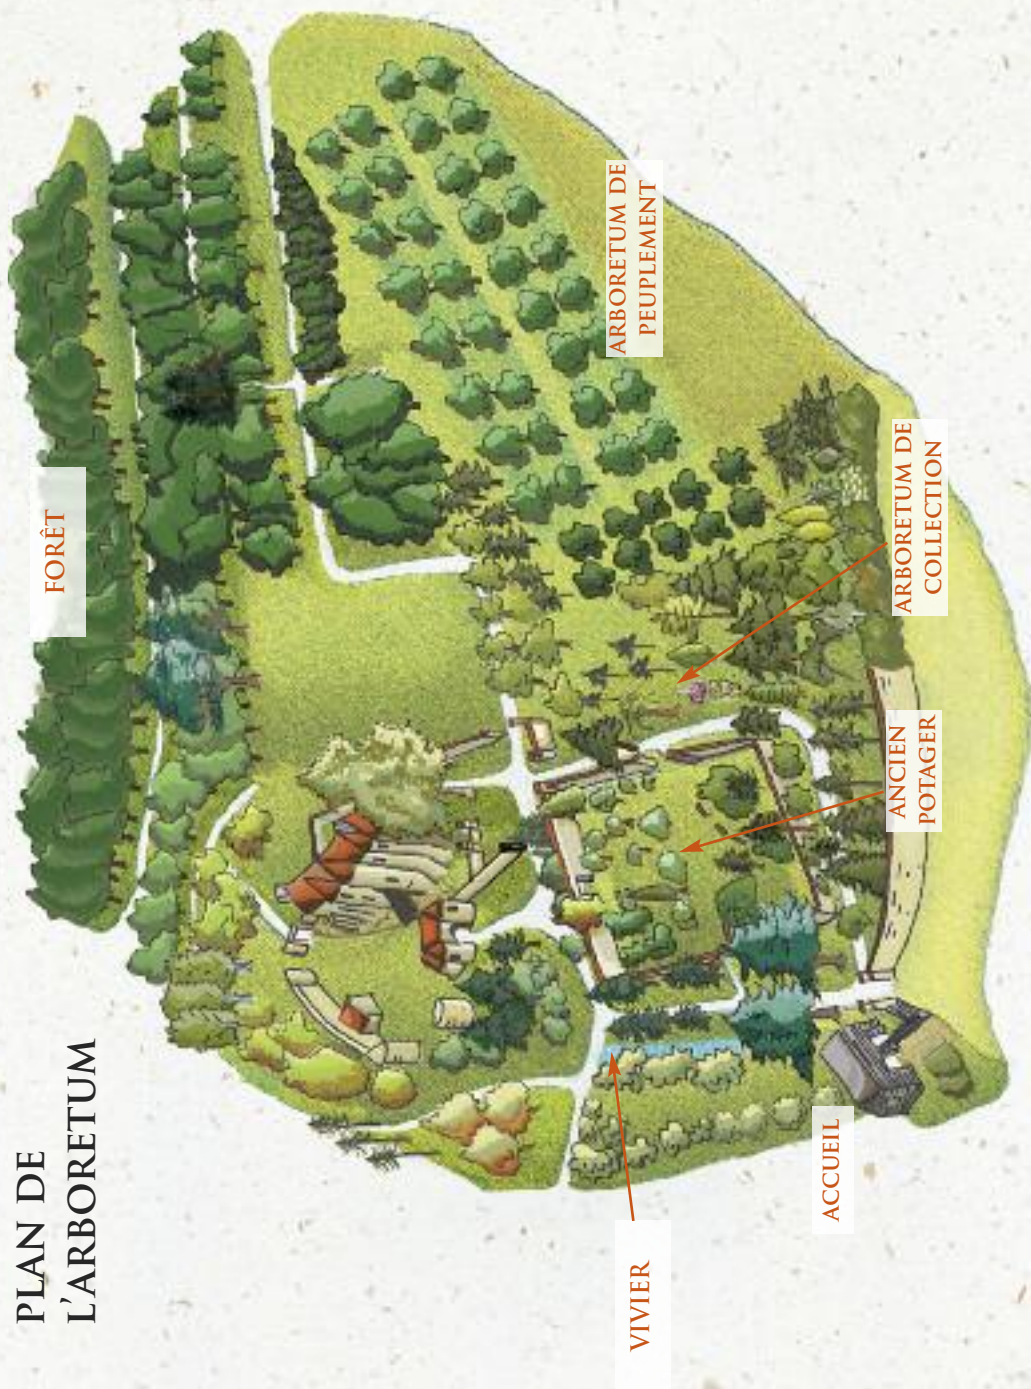 PLAN DE
L'ARBORETUM
FORÊT
ARBORETUM DE
PEUPLEMENT
ARBORETUM DE
COLLECTION
ANCIEN
POTAGER
ACCUEIL
VIVIER